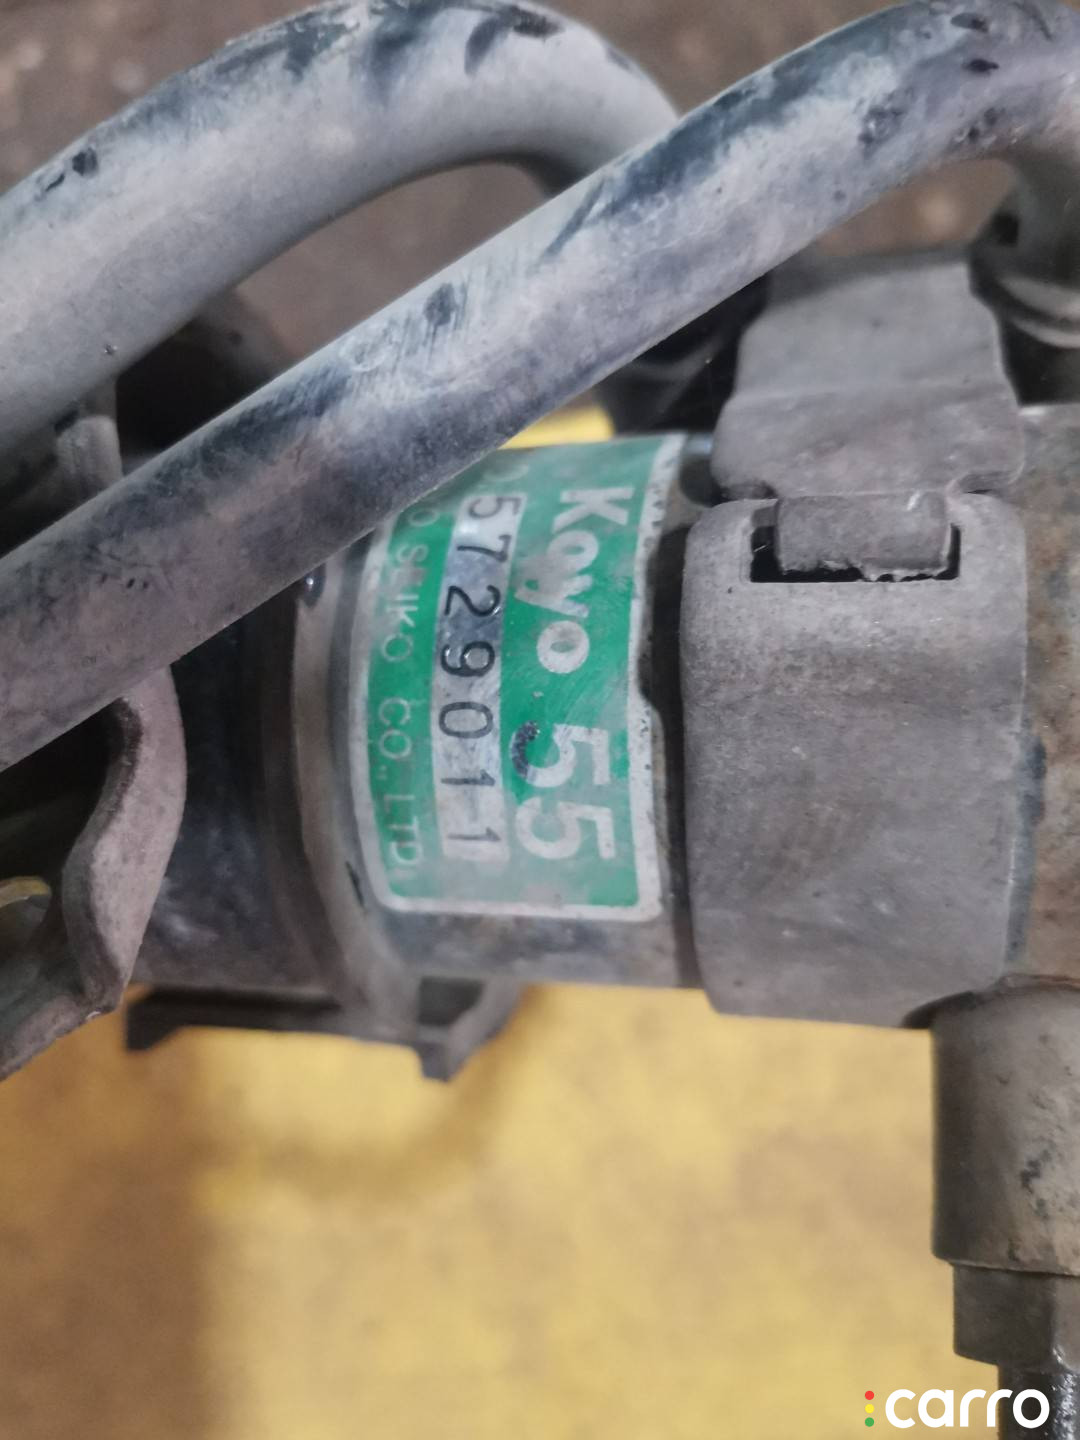 Koyo 55
5729011
SEIKO CO., LTD
carro